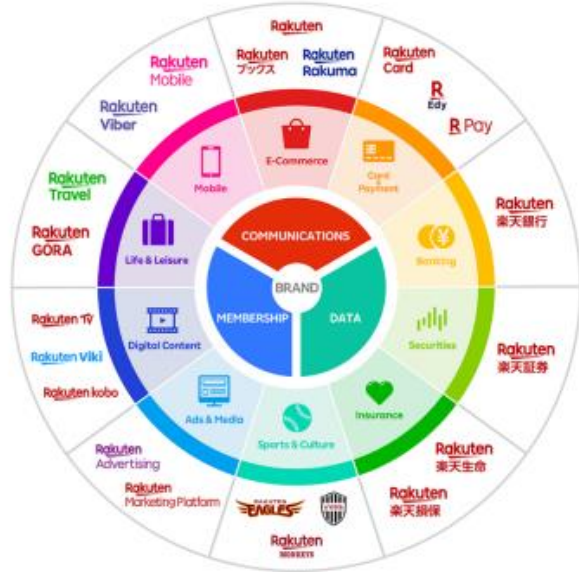 Rakuten
Rakuten
ブックス
Rakuten
Rakuma
Rakuten
Card
R
Edy
R Pay
Rakuten
楽天銀行
Rakuten
楽天証券
Rakuten
楽天生命
Rakuten
楽天損保
RAKUTEN
EAGLES
Rakuten
MONKEYS
Rakuten
Advertising
Rakuten
Marketing Platform
Rakuten TV
Rakuten Viki
Rakuten kobo
Rakuten
Travel
Rakuten
GORA
Rakuten
Mobile
Rakuten
Viber
E-Commerce
Card
Payment
Banking
Securities
Insurance
Sports & Culture
Ads & Media
Digital Content
Life & Leisure
Mobile
COMMUNICATIONS
BRAND
MEMBERSHIP
DATA